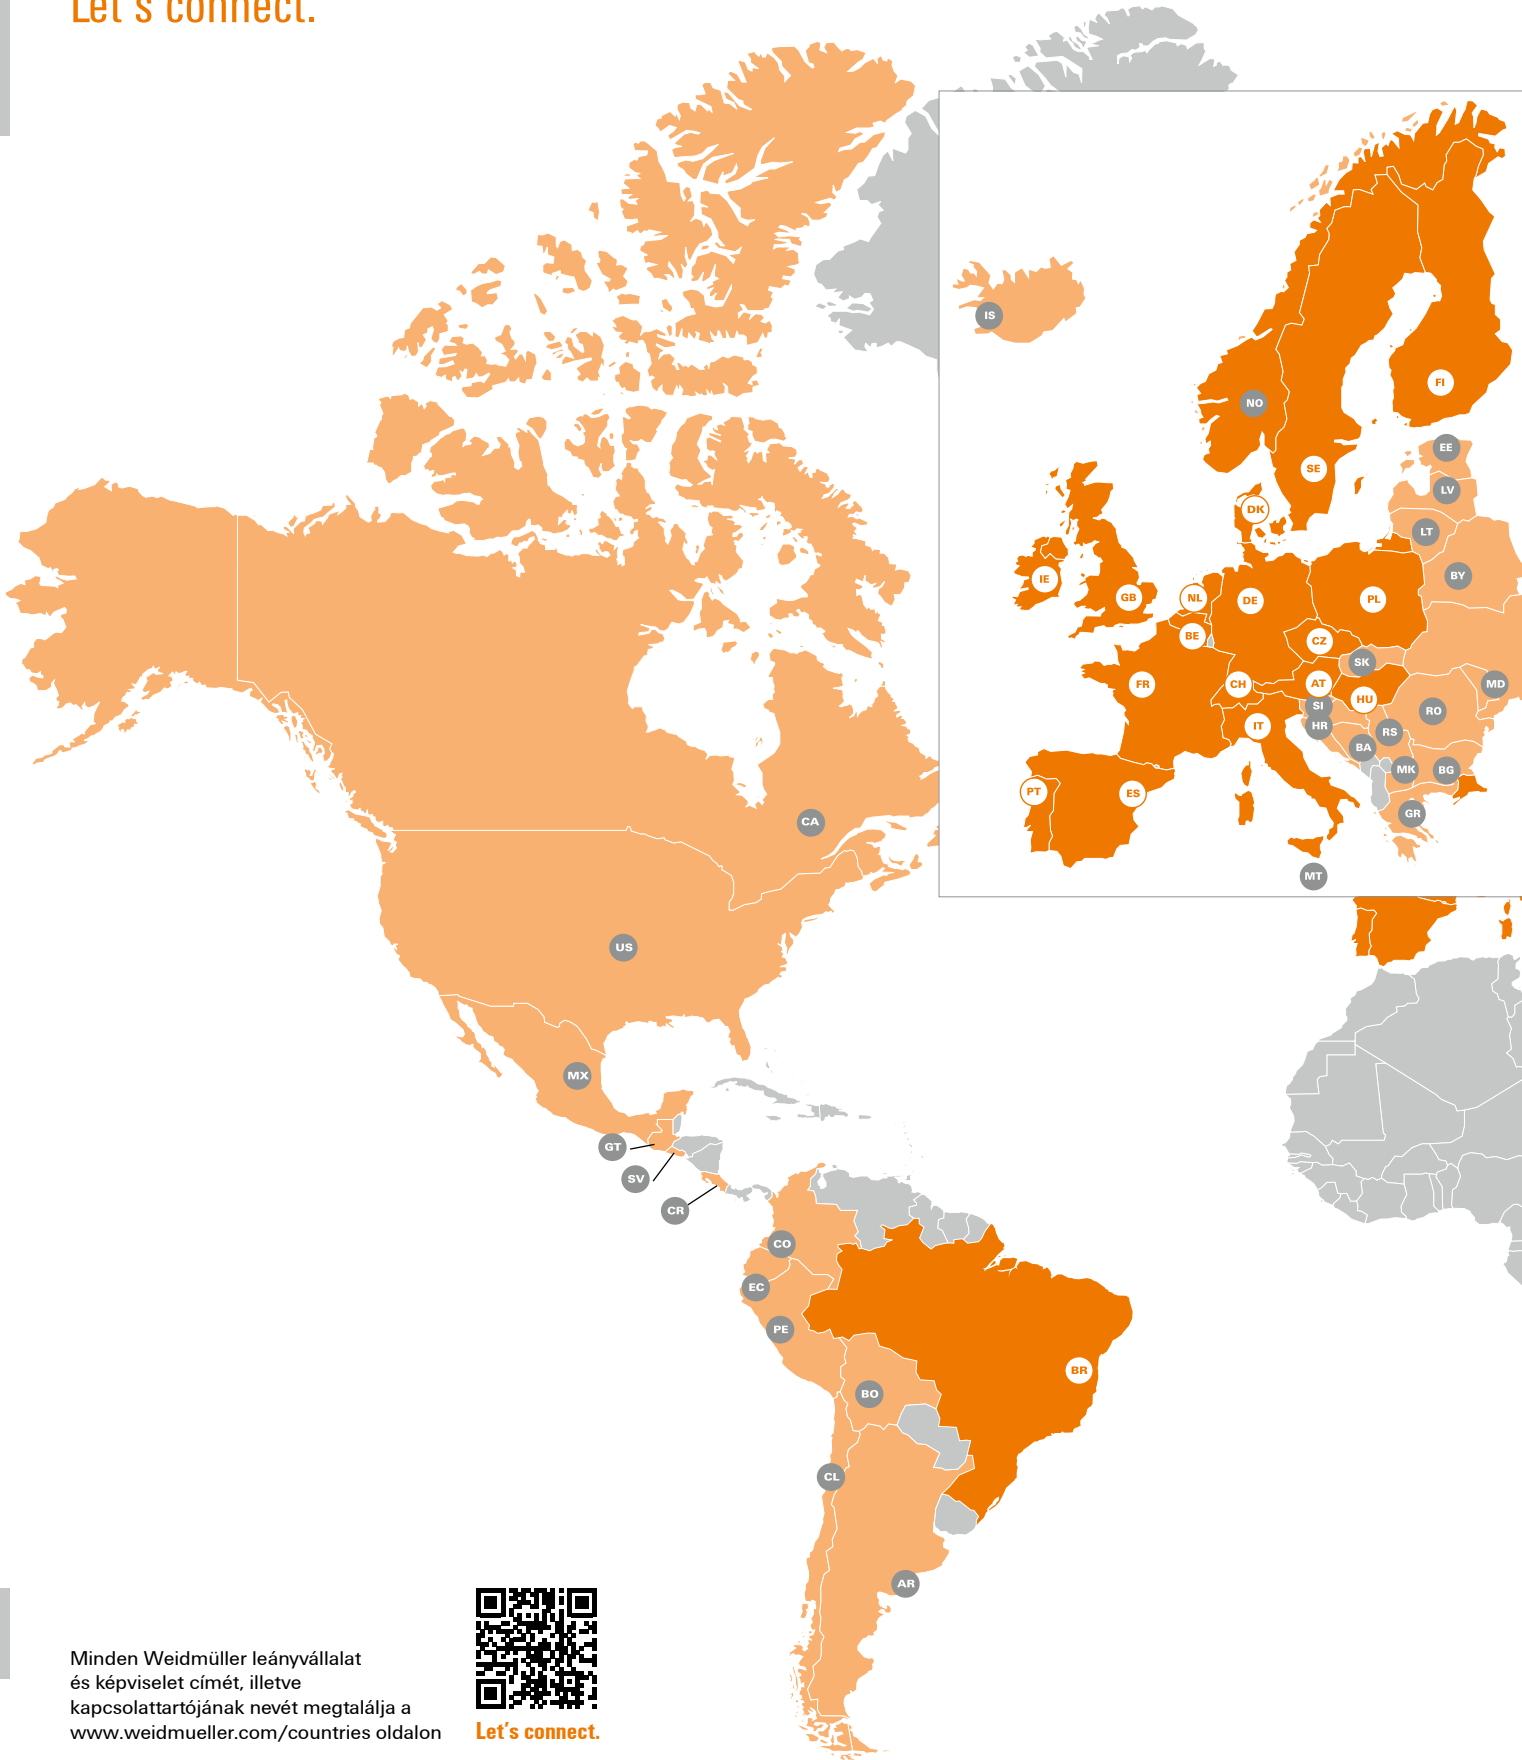 Let's connect.
IS
NO
FI
SE
EE
LV
DK
LT
BY
IE
GB
NL
DE
PL
BE
CZ
SK
FR
CH
AT
HU
MD
SI
RO
HR
IT
RS
BA
MK
BG
PT
ES
GR
MT
CA
US
MX
GT
SV
CR
CO
EC
PE
BR
BO
CL
AR
Minden Weidmüller leányvállalat
és képviselet címét, illetve
kapcsolattartójának nevét megtalálja a
www.weidmueller.com/countries oldalon
Let's connect.